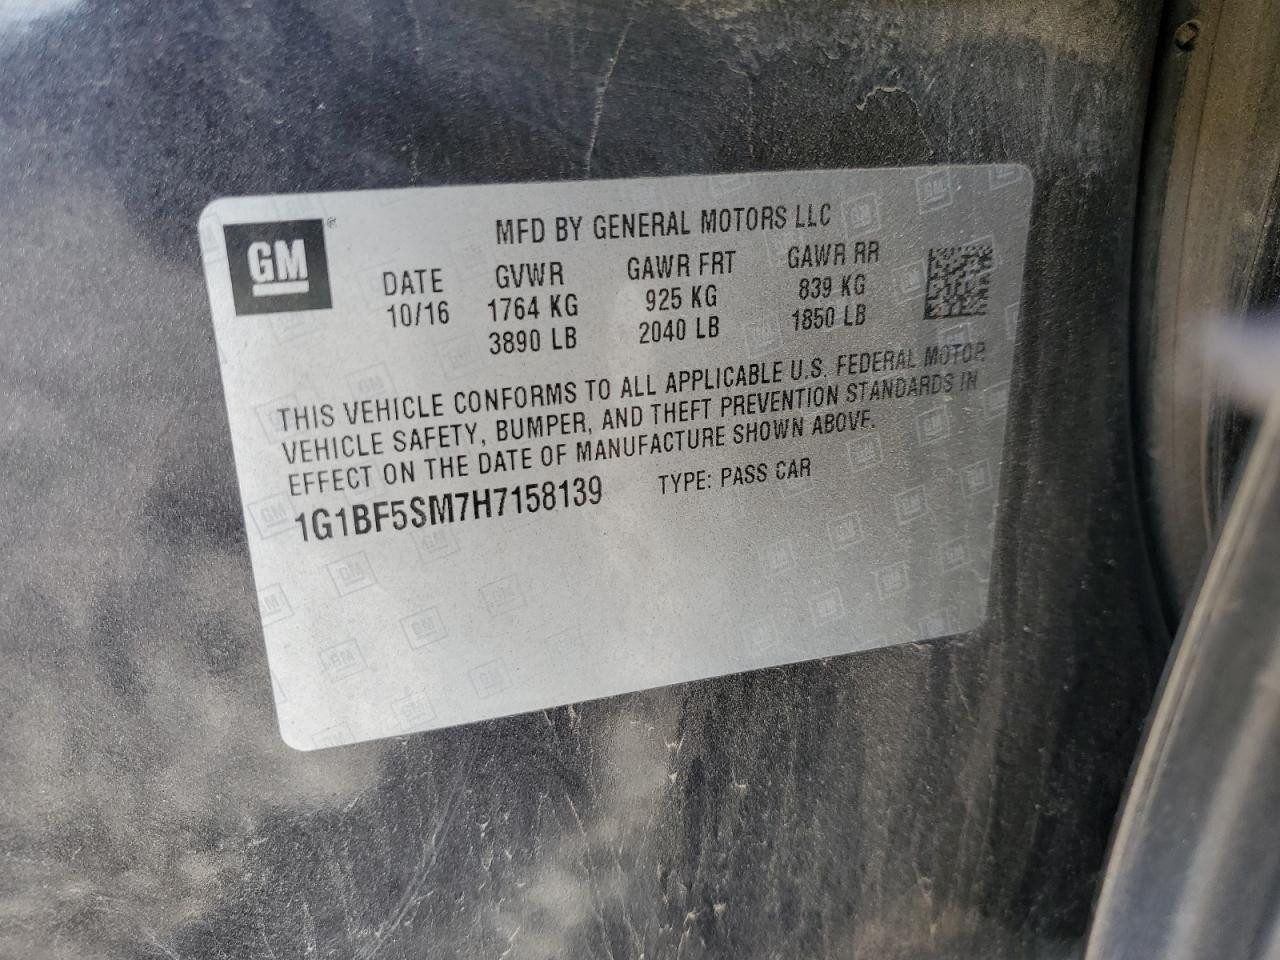 GM
MFD BY GENERAL MOTORS LLC
DATE GVWR GAWR FRT GAWR RR
10/16 1764 KG 925 KG 839 KG
3890 LB 2040 LB 1850 LB
THIS VEHICLE CONFORMS TO ALL APPLICABLE U.S. FEDERAL MOTOR
VEHICLE SAFETY, BUMPER, AND THEFT PREVENTION STANDARDS IN
EFFECT ON THE DATE OF MANUFACTURE SHOWN ABOVE.
1G1BF5SM7H7158139 TYPE: PASS CAR